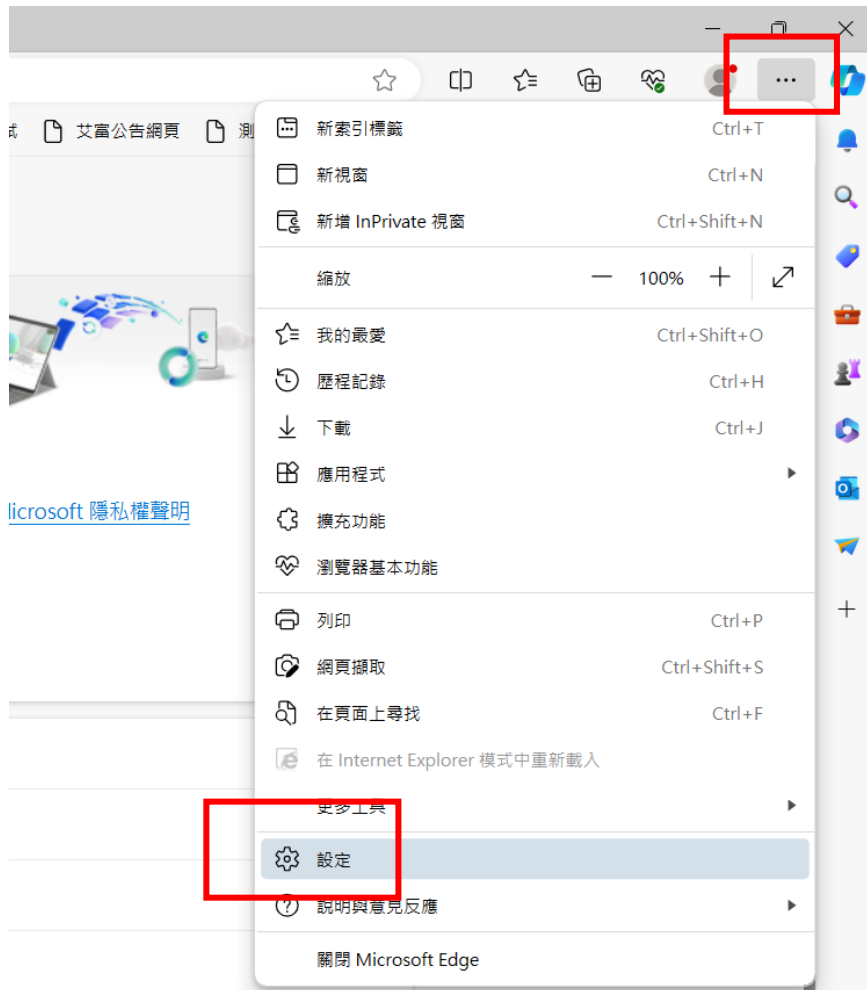 試 艾富公告網頁 測
新索引標籤 Ctrl+T
新視窗 Ctrl+N
新增 InPrivate 視窗 Ctrl+Shift+N
縮放 100%
我的最愛 Ctrl+Shift+O
歷程記錄 Ctrl+H
下載 Ctrl+J
應用程式
擴充功能
icrosoft 隱私權聲明
瀏覽器基本功能
列印 Ctrl+P
網頁擷取 Ctrl+Shift+S
在頁面上尋找 Ctrl+F
在 Internet Explorer 模式中重新載入
更多工具
設定
說明與意見反應
關閉 Microsoft Edge